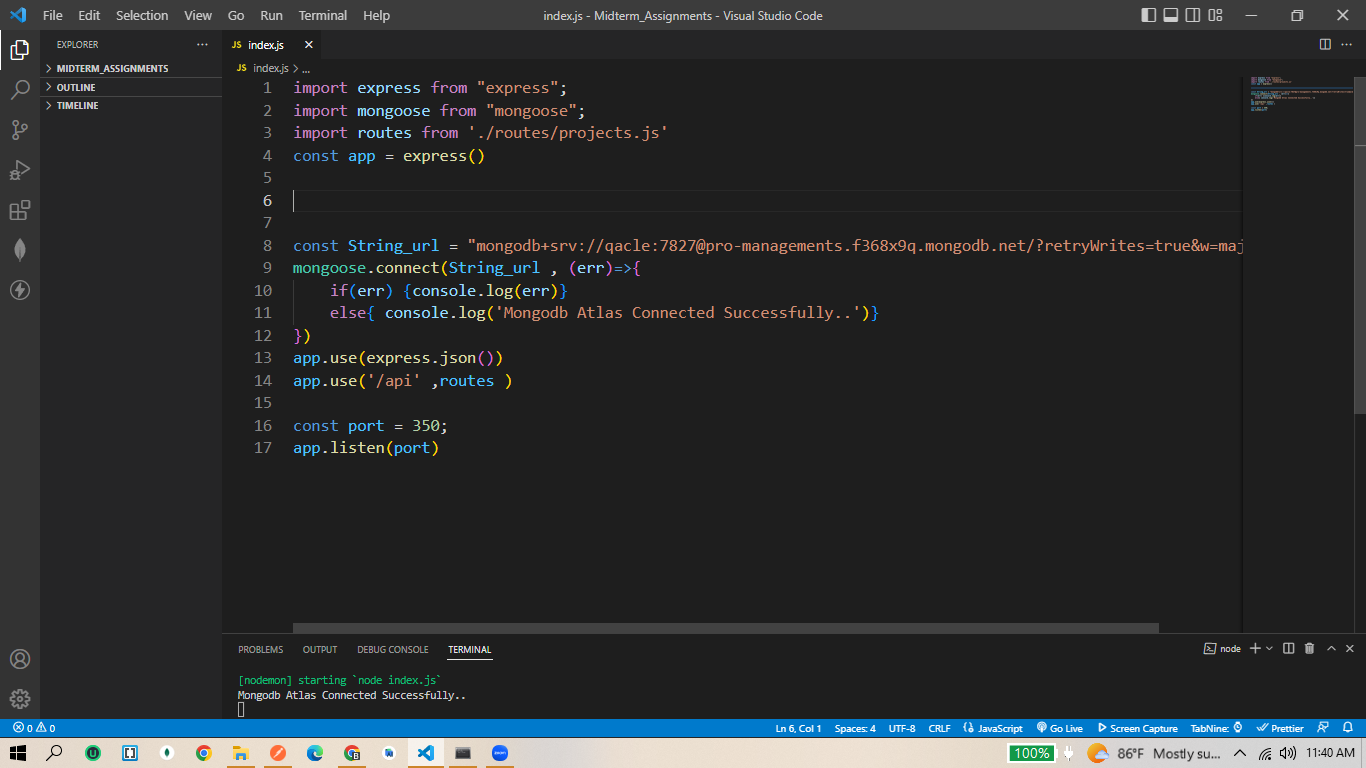 File Edit Selection View Go Run Terminal Help index.js - Midterm_Assignments - Visual Studio Code
EXPLORER ...
MIDTERM_ASSIGNMENTS
OUTLINE
TIMELINE
JS index.js
JS index.js > ...
1 import express from "express";
2 import mongoose from "mongoose";
3 import routes from './routes/projects.js'
4 const app = express()
5
6
7
8 const String_url = "mongodb+srv://qacle:7827@pro-managements.f368x9q.mongodb.net/?retryWrites=true&w=maj
9 mongoose.connect(String_url , (err)=>{
10 if(err) {console.log(err)}
11 else{ console.log('Mongodb Atlas Connected Successfully..')}
12 })
13 app.use(express.json())
14 app.use('/api' ,routes )
15
16 const port = 350;
17 app.listen(port)
PROBLEMS OUTPUT DEBUG CONSOLE TERMINAL node
[nodemon] starting `node index.js`
Mongodb Atlas Connected Successfully..
0 0 Ln 6, Col 1 Spaces: 4 UTF-8 CRLF JavaScript Go Live Screen Capture TabNine: Prettier
100% 86°F Mostly su... 11:40 AM